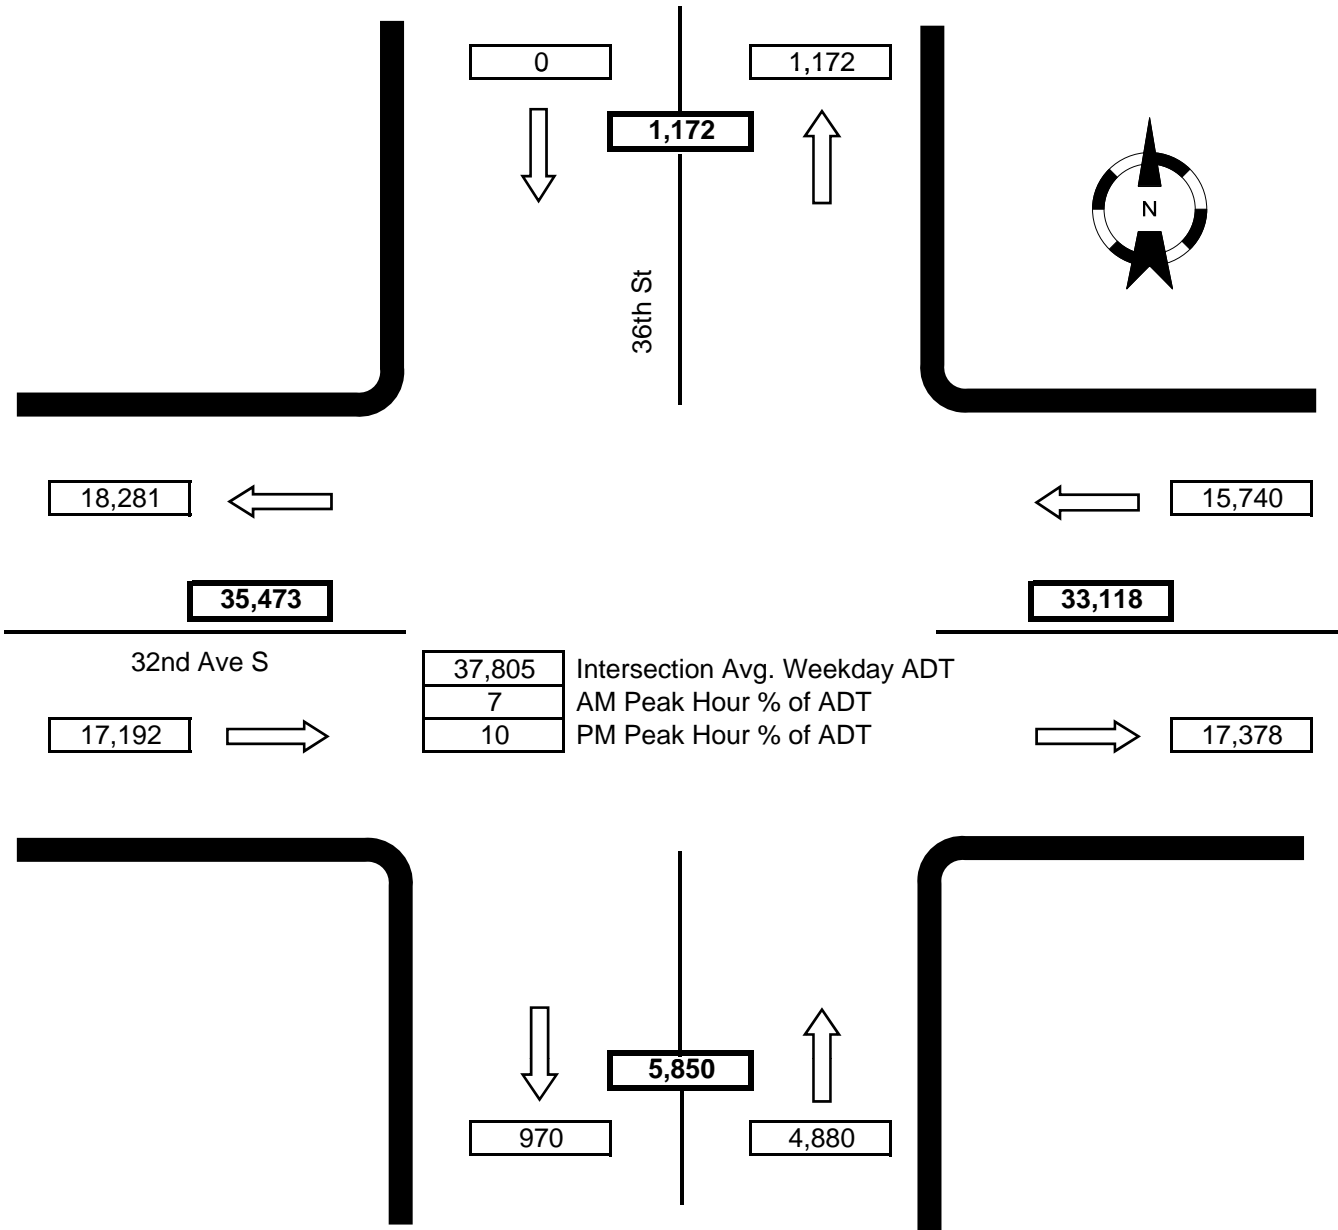 0
1,172
1,172
N
36th St
18,281
15,740
35,473
33,118
32nd Ave S
37,805 Intersection Avg. Weekday ADT
7 AM Peak Hour % of ADT
10 PM Peak Hour % of ADT
17,192
17,378
5,850
970
4,880